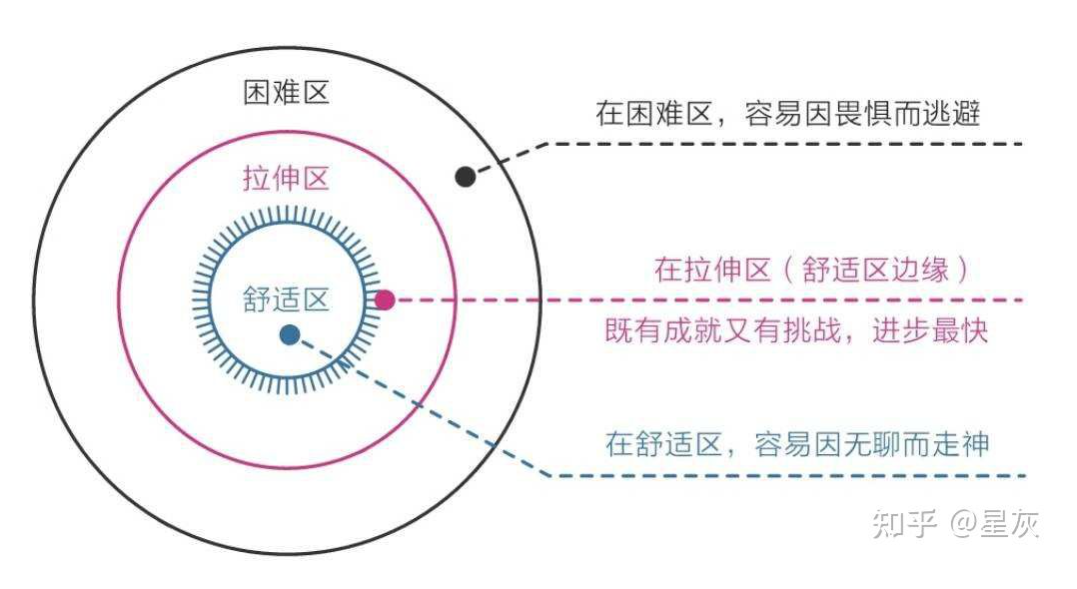 困难区
在困难区，容易因畏惧而逃避
拉伸区
在拉伸区（舒适区边缘）
舒适区
既有成就又有挑战，进步最快
在舒适区，容易因无聊而走神
知乎 @星灰